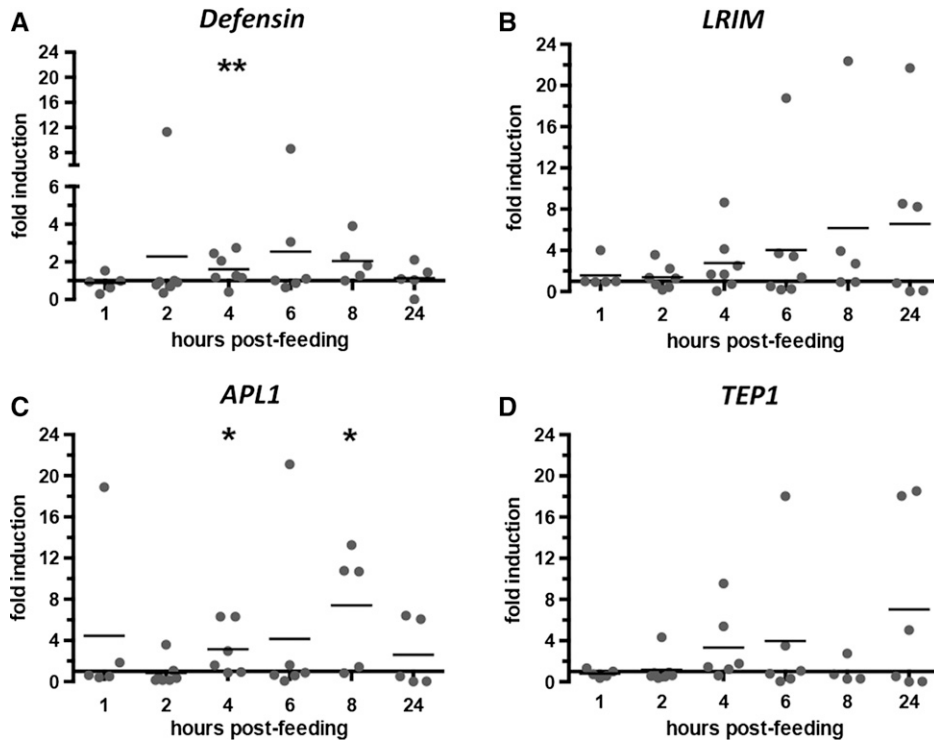 A
Defensin
**
fold induction
24
20
16
12
8
6
4
2
0
1 2 4 6 8 24
hours post-feeding
B
LRIM
fold induction
24
20
16
12
8
4
0
1 2 4 6 8 24
hours post-feeding
C
APL1
* *
fold induction
24
20
16
12
8
4
0
1 2 4 6 8 24
hours post-feeding
D
TEP1
fold induction
24
20
16
12
8
4
0
1 2 4 6 8 24
hours post-feeding